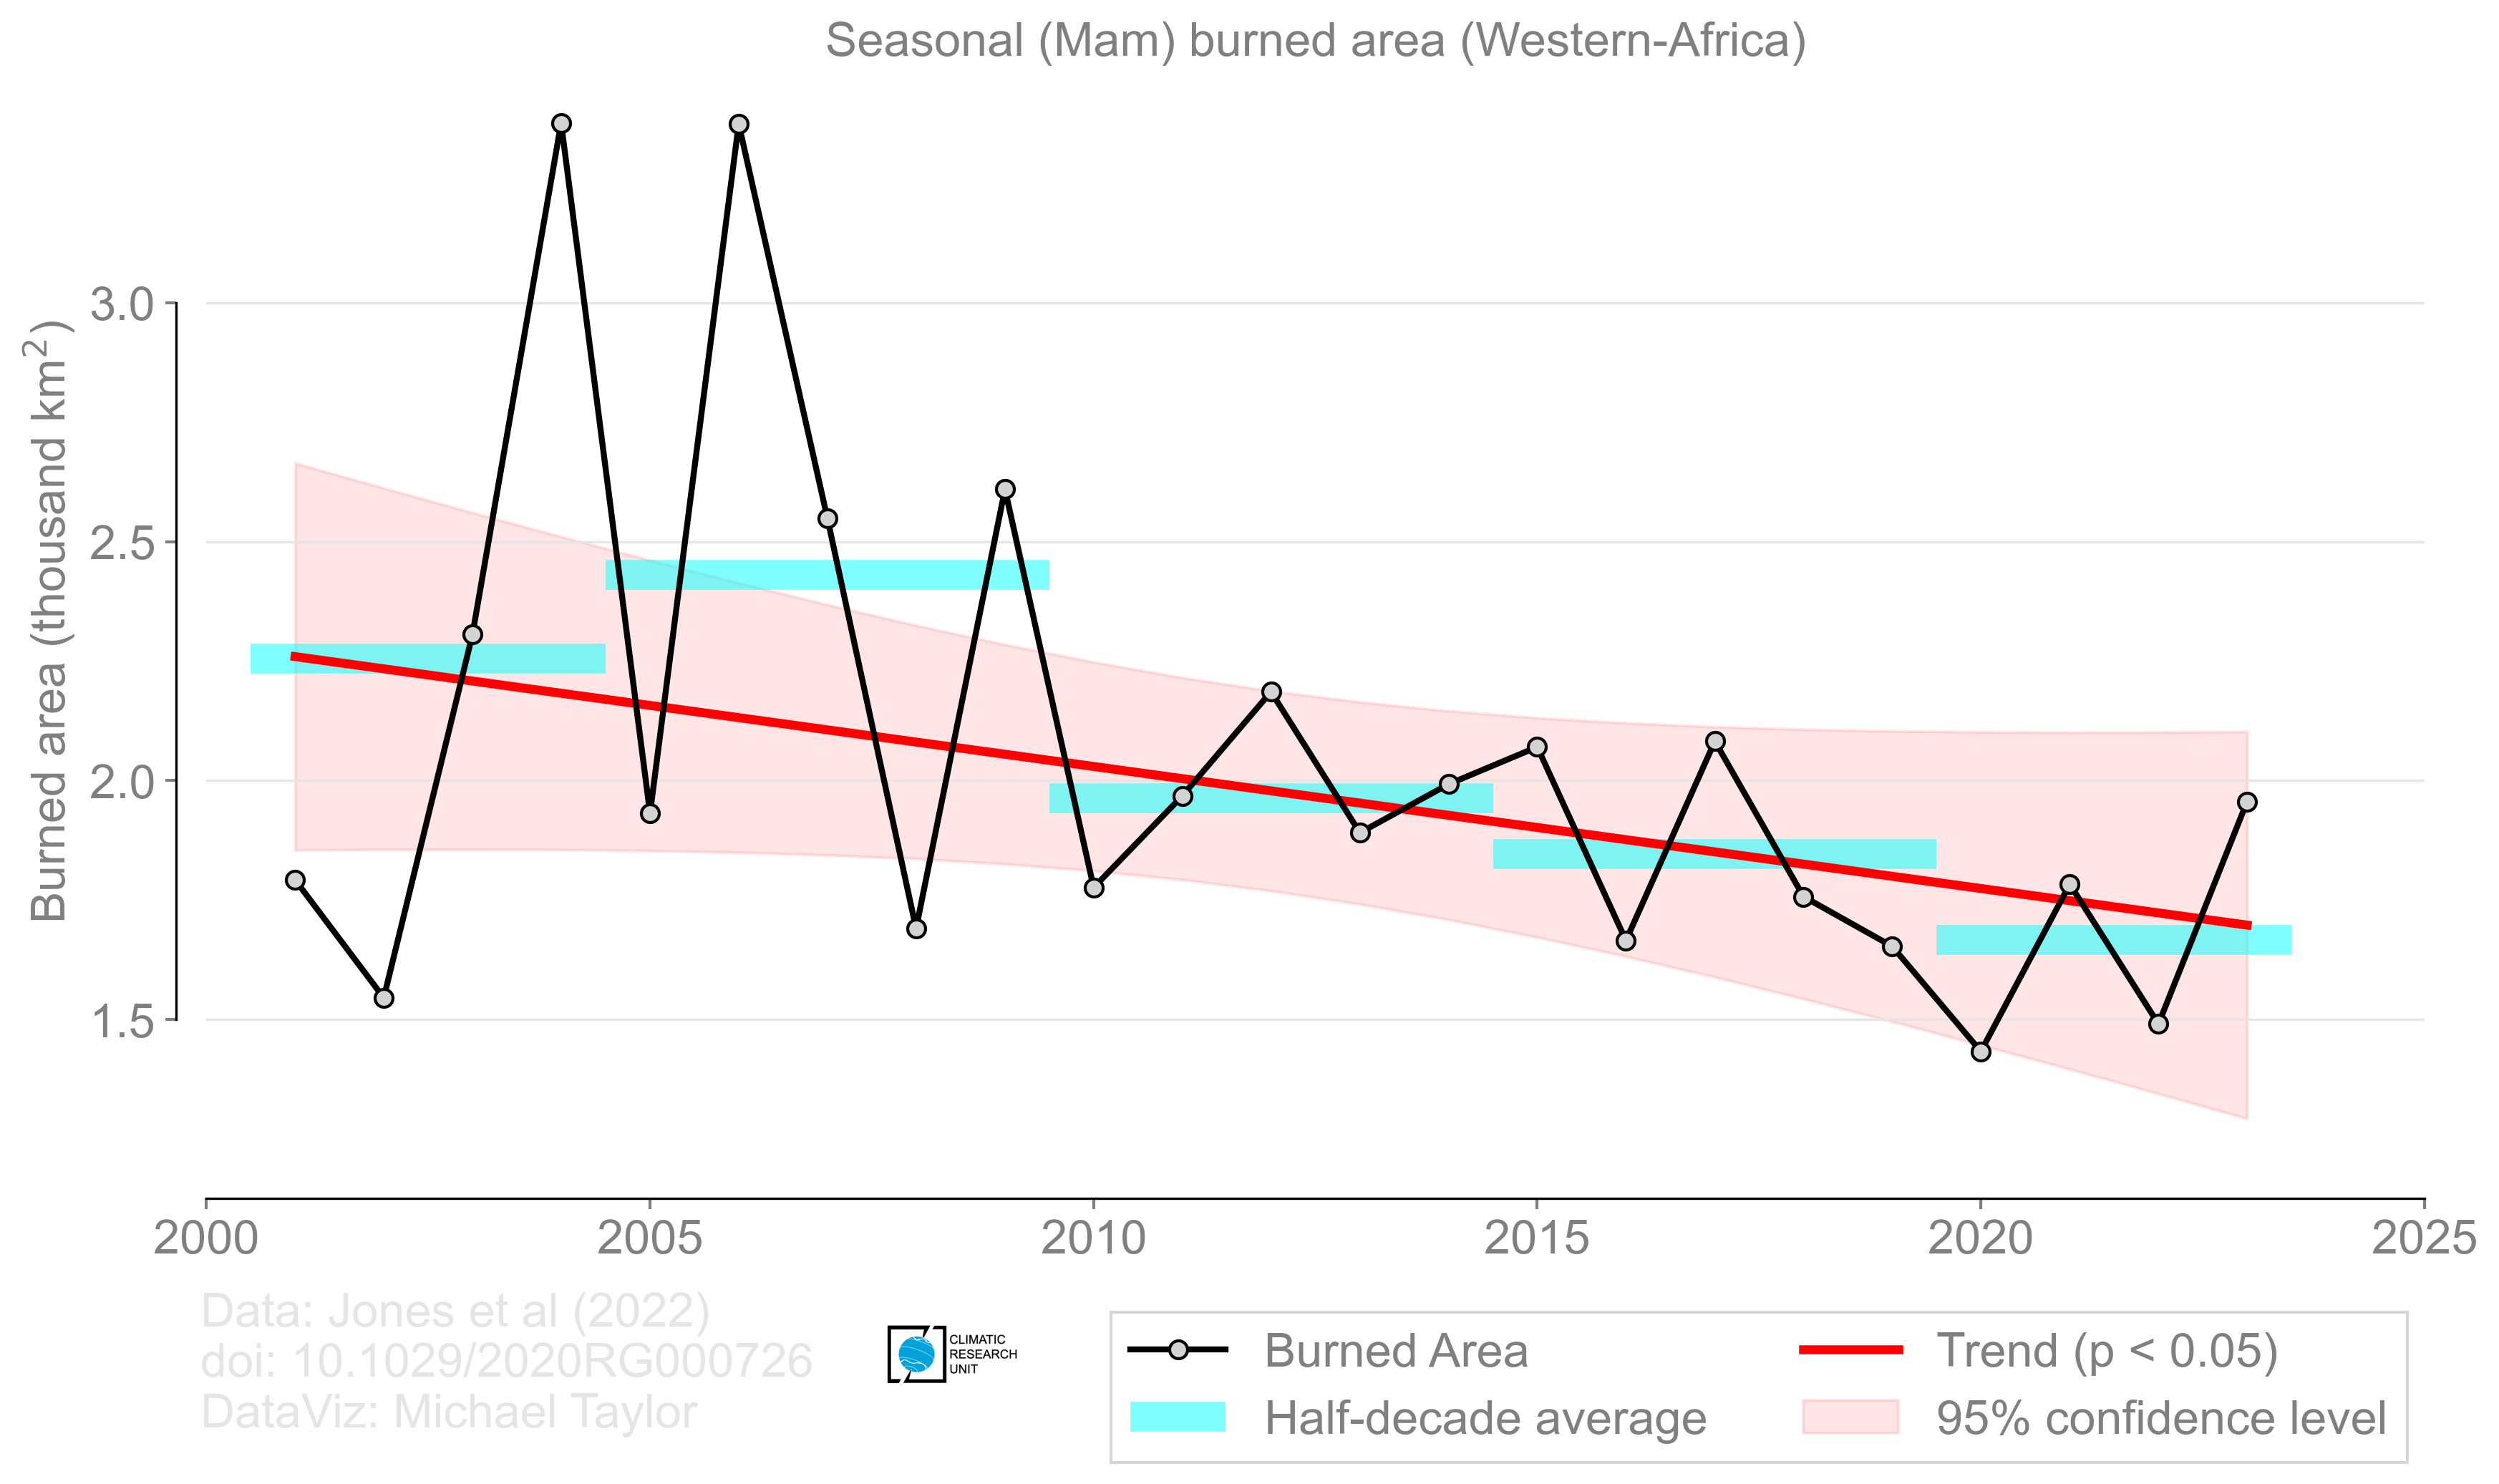 Seasonal (Mam) burned area (Western-Africa)
Burned area (thousand km²)
3.0
2.5
2.0
1.5
2000 2005 2010 2015 2020 2025
Data: Jones et al (2022)
doi: 10.1029/2020RG000726
DataViz: Michael Taylor
CLIMATIC
RESEARCH
UNIT
Burned Area
Half-decade average
Trend (p < 0.05)
95% confidence level